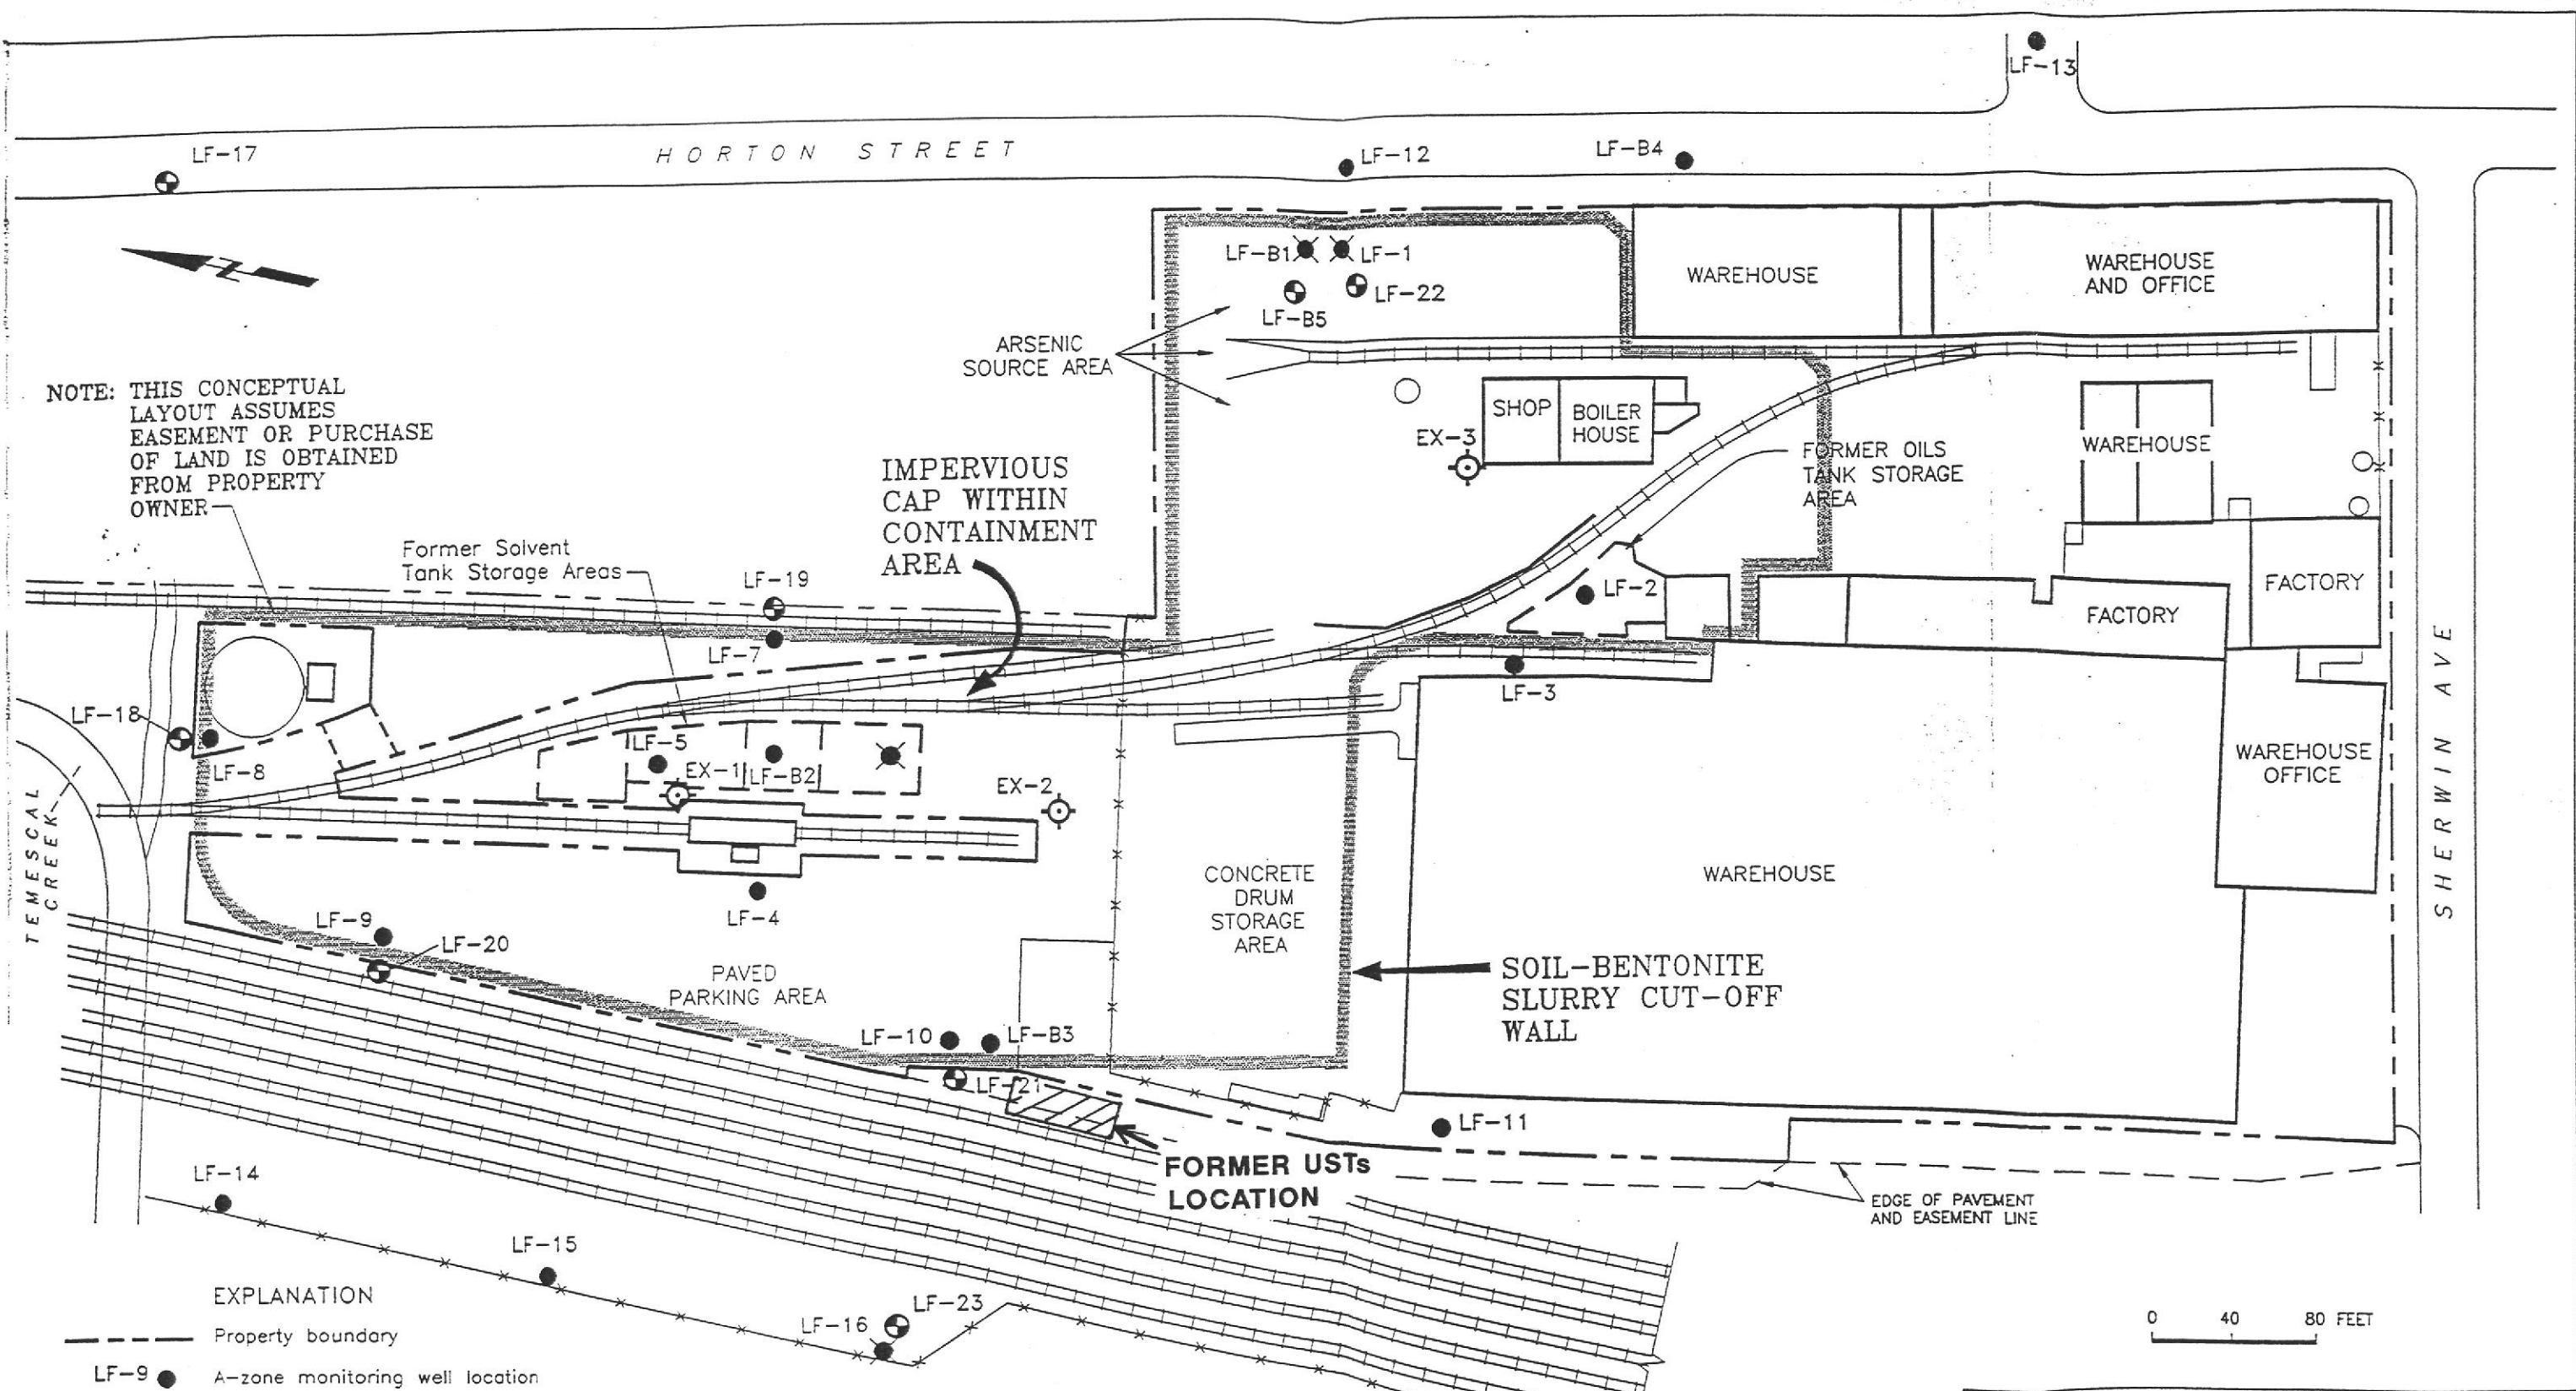 LF-13
LF-17
HORTON STREET
LF-12
LF-B4
LF-B1
LF-1
LF-22
LF-B5
Z
WAREHOUSE
WAREHOUSE
AND OFFICE
ARSENIC
SOURCE AREA
NOTE: THIS CONCEPTUAL
LAYOUT ASSUMES
EASEMENT OR PURCHASE
OF LAND IS OBTAINED
FROM PROPERTY
OWNER
SHOP
BOILER
HOUSE
EX-3
WAREHOUSE
FORMER OILS
TANK STORAGE
AREA
IMPERVIOUS
CAP WITHIN
CONTAINMENT
AREA
Former Solvent
Tank Storage Areas
LF-19
LF-7
LF-2
FACTORY
FACTORY
LF-3
LF-18
LF-8
LF-5
EX-1
LF-B2
EX-2
WAREHOUSE
OFFICE
SHERWIN AVE
TEMESCAL
CREEK
LF-4
CONCRETE
DRUM
STORAGE
AREA
WAREHOUSE
LF-9
LF-20
PAVED
PARKING AREA
SOIL-BENTONITE
SLURRY CUT-OFF
WALL
LF-10
LF-B3
LF-21
LF-11
FORMER USTs
LOCATION
EDGE OF PAVEMENT
AND EASEMENT LINE
LF-14
LF-15
LF-16
LF-23
EXPLANATION
Property boundary
LF-9 A-zone monitoring well location
0 40 80 FEET